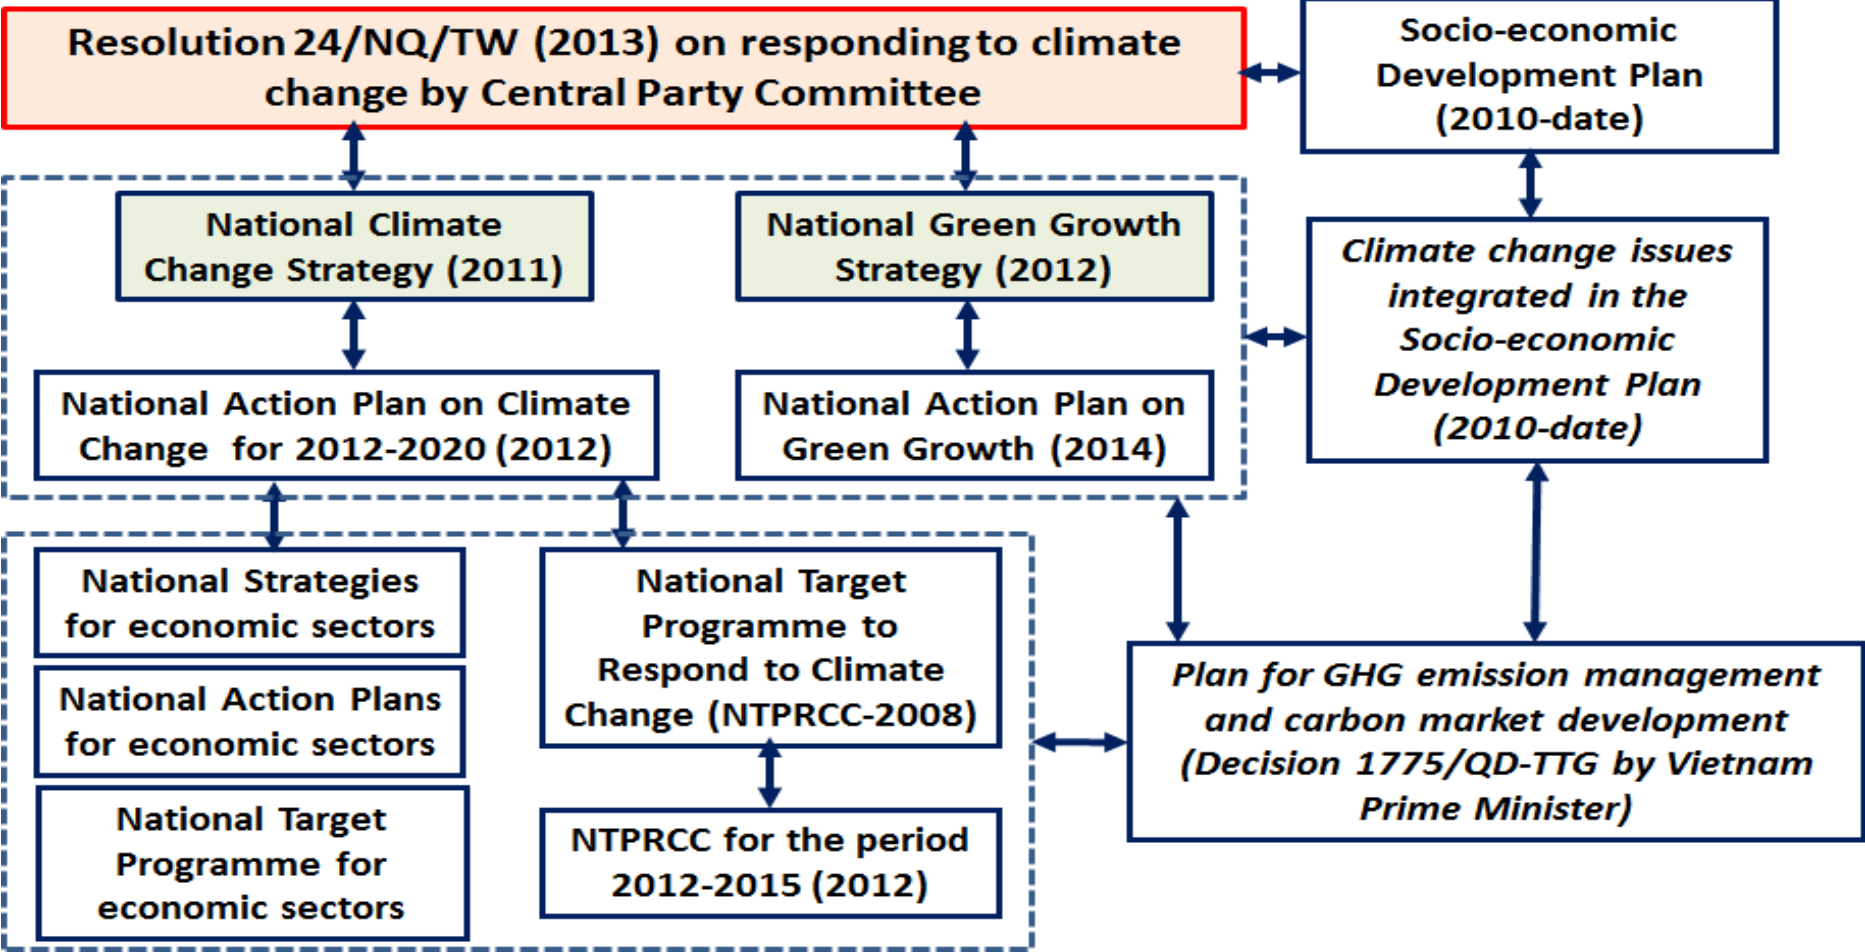 Resolution 24/NQ/TW (2013) on responding to climate
change by Central Party Committee
Socio-economic
Development Plan
(2010-date)
National Climate
Change Strategy (2011)
National Green Growth
Strategy (2012)
Climate change issues
integrated in the
Socio-economic
Development Plan
(2010-date)
National Action Plan on Climate
Change for 2012-2020 (2012)
National Action Plan on
Green Growth (2014)
National Strategies
for economic sectors
National Action Plans
for economic sectors
National Target
Programme for
economic sectors
National Target
Programme to
Respond to Climate
Change (NTPRCC-2008)
NTPRCC for the period
2012-2015 (2012)
Plan for GHG emission management
and carbon market development
(Decision 1775/QD-TTG by Vietnam
Prime Minister)